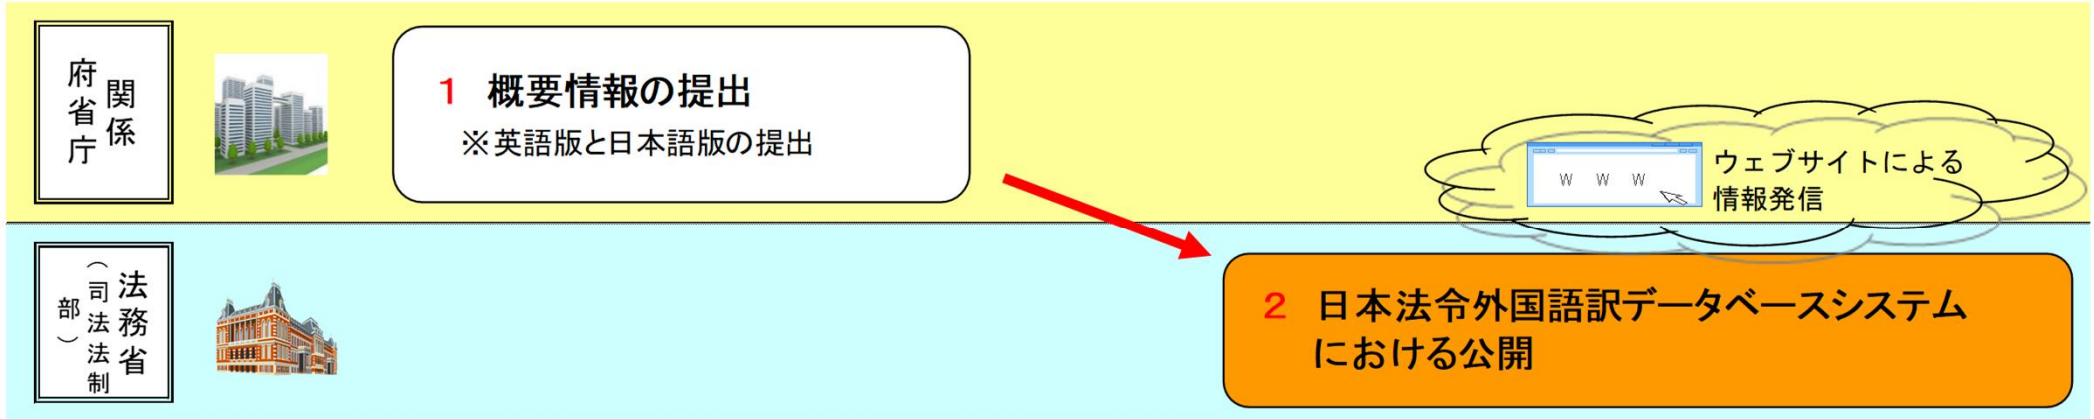 関係
府省庁
1 概要情報の提出
※英語版と日本語版の提出
W W W
ウェブサイトによる
情報発信
法務省
（司法法制
部）
2 日本法令外国語訳データベースシステム
における公開